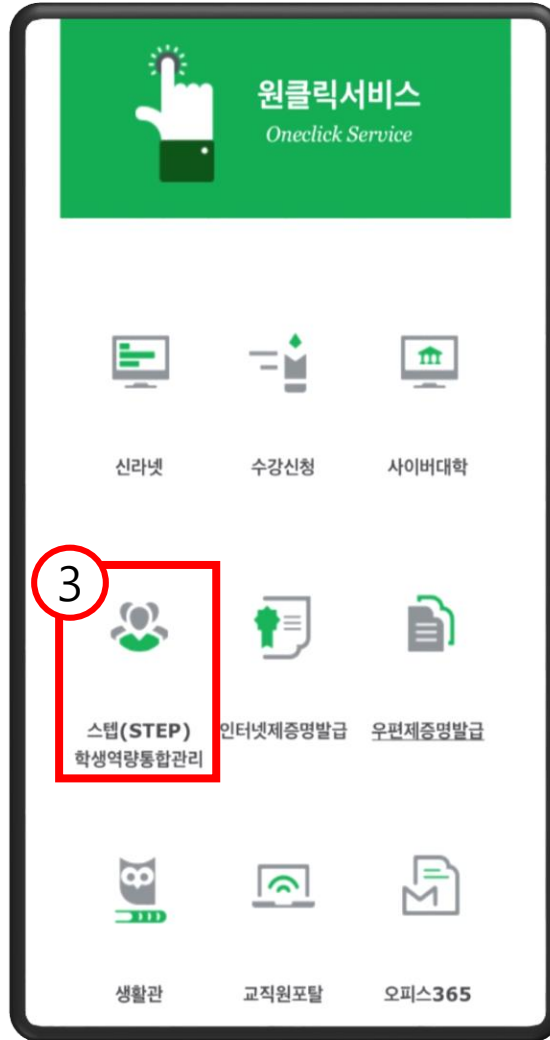 원클릭서비스
Oneclick Service
신라넷
수강신청
사이버대학
3
스텝(STEP)
학생역량통합관리
인터넷제증명발급
우편제증명발급
생활관
교직원포탈
오피스365